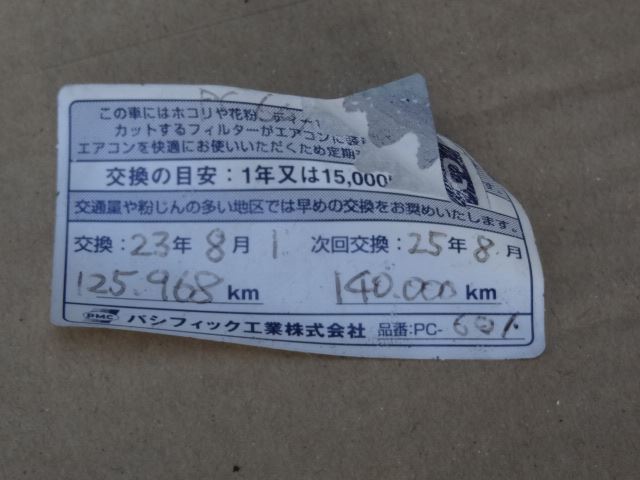 この車にはホコリや花粉
カットするフィルターがエアコンに装
エアコンを快適にお使いいただくため定期
交換の目安：1年又は15,000
交通量や粉じんの多い地区では早めの交換をお奨めいたします。
交換：23年 8月 1 次回交換：25年 8月
125.968 km 140.000 km
PMC パシフィック工業株式会社 品番：PC-